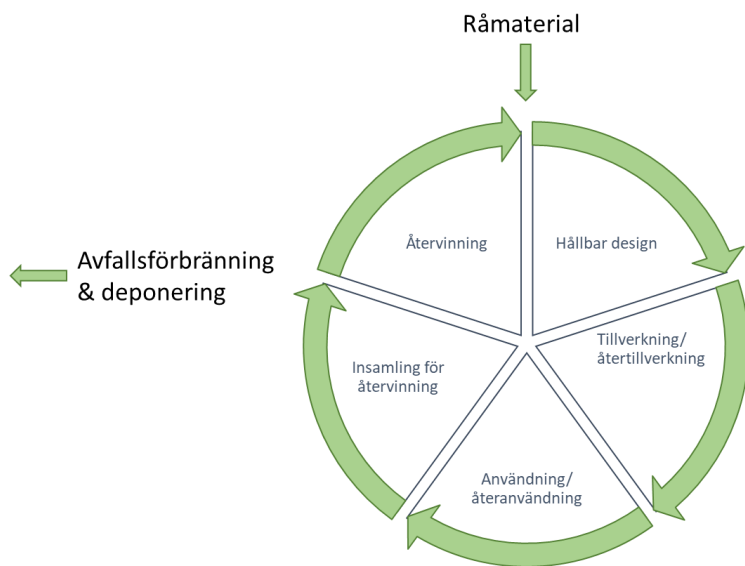 Råmaterial
Återvinning
Hållbar design
Avfallsförbränning
& deponering
Tillverkning/
återtillverkning
Insamling för
återvinning
Användning/
återanvändning